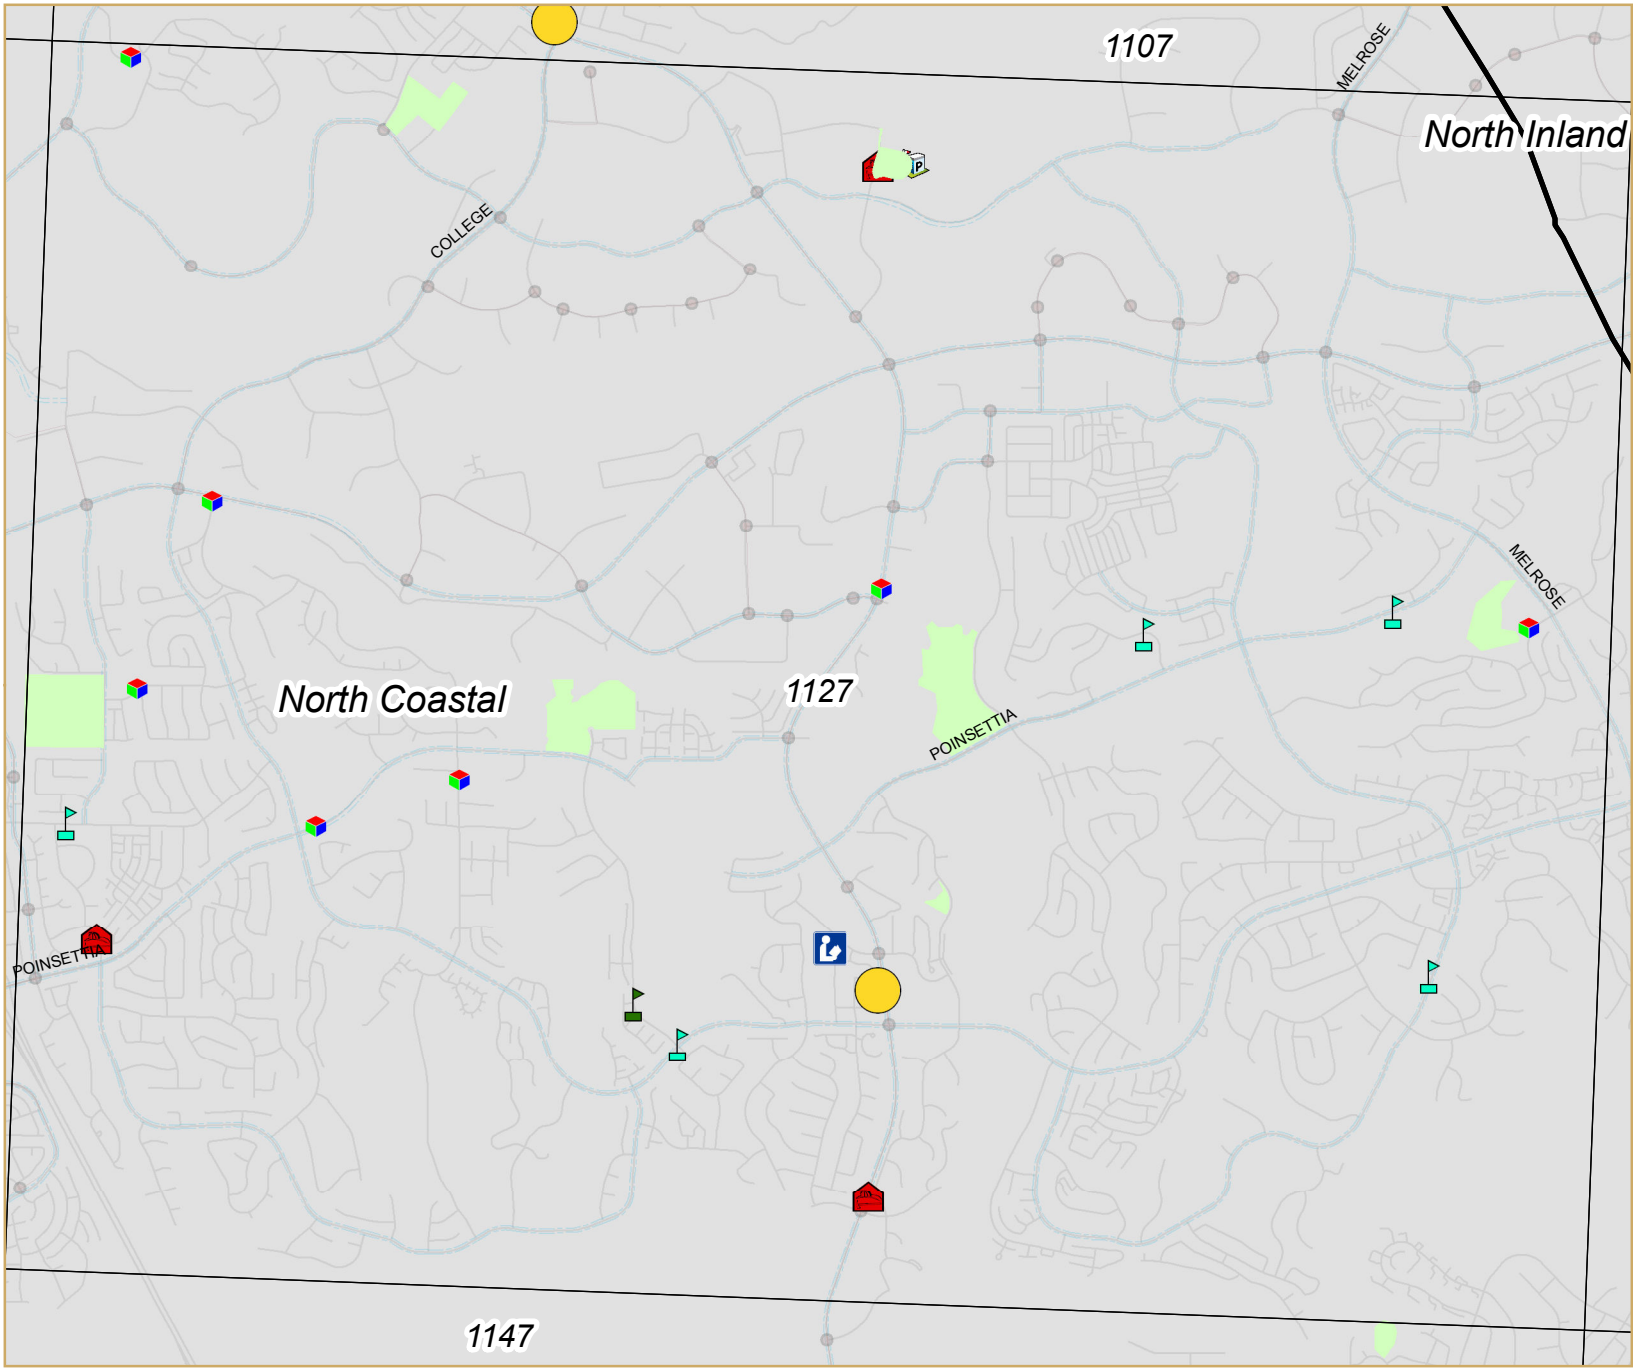 1107
MELROSE
North Inland
P
COLLEGE
MELROSE
North Coastal
1127
POINSETTIA
POINSETTIA
1147